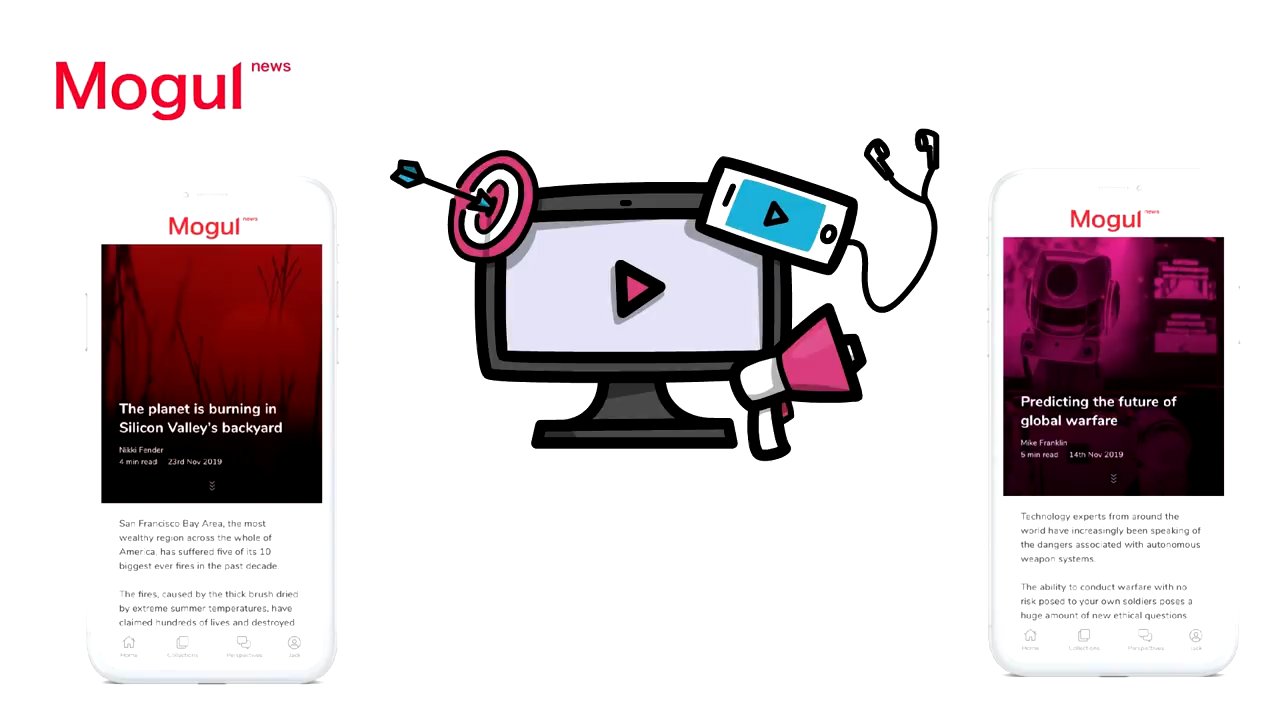 Mogul news
Mogul news
The planet is burning in
Silicon Valley's backyard
Nikki Fender
4 min read 23rd Nov 2019
San Francisco Bay Area, the most
wealthy region across the whole of
America, has suffered five of its 10
biggest ever fires in the past decade.
The fires, caused by the thick brush dried
by extreme summer temperatures, have
claimed hundreds of lives and destroyed
Home Collections Perspectives Jack
Mogul news
Predicting the future of
global warfare
Mike Franklin
5 min read 14th Nov 2019
Technology experts from around the
world have increasingly been speaking of
the dangers associated with autonomous
weapon systems.
The ability to conduct warfare with no
risk posed to your own soldiers poses a
huge amount of new ethical questions
Home Collections Perspectives Jack